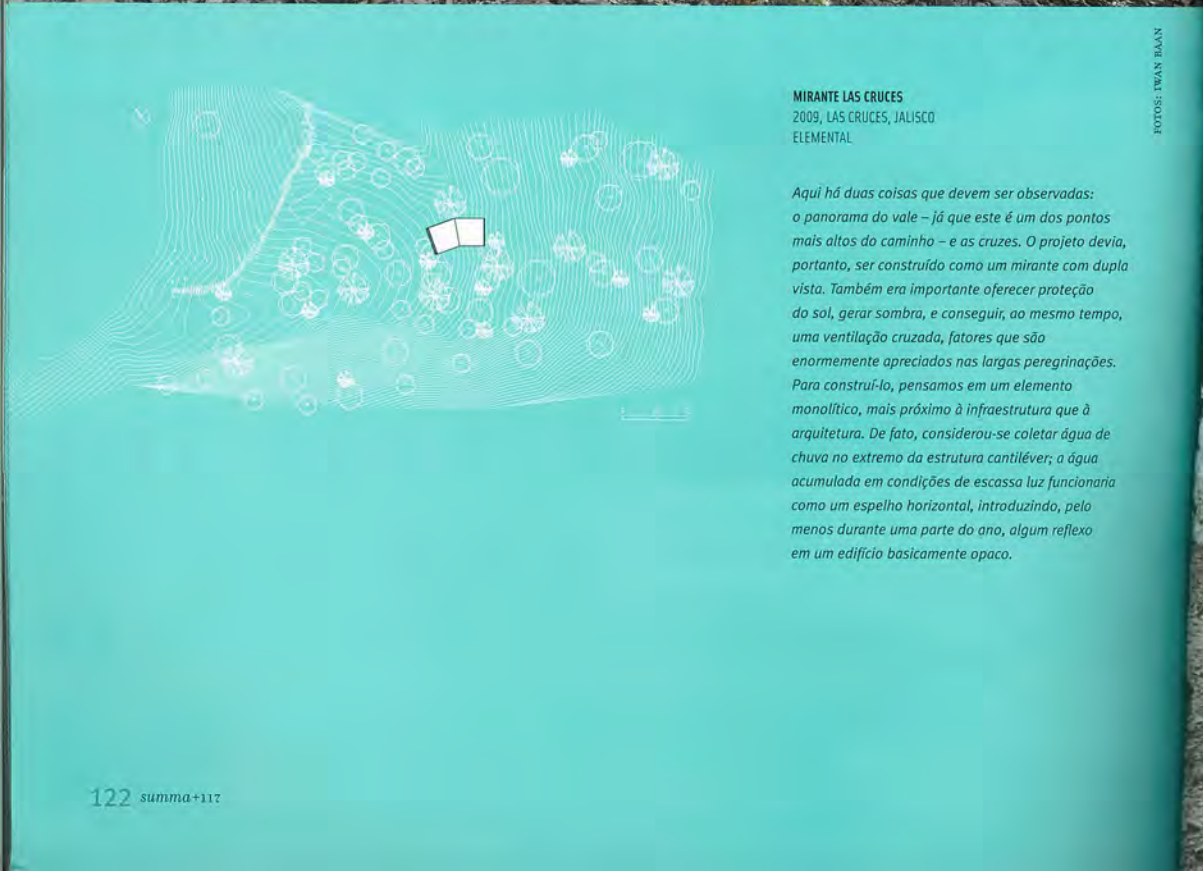 MIRANTE LAS CRUCES
2009, LAS CRUCES, JALISCO
ELEMENTAL
Aqui há duas coisas que devem ser observadas:
o panorama do vale – já que este é um dos pontos
mais altos do caminho – e as cruzes. O projeto devia,
portanto, ser construído como um mirante com dupla
vista. Também era importante oferecer proteção
do sol, gerar sombra, e conseguir, ao mesmo tempo,
uma ventilação cruzada, fatores que são
enormemente apreciados nas largas peregrinações.
Para construí-lo, pensamos em um elemento
monolítico, mais próximo à infraestrutura que à
arquitetura. De fato, considerou-se coletar água de
chuva no extremo da estrutura cantiléver; a água
acumulada em condições de escassa luz funcionaria
como um espelho horizontal, introduzindo, pelo
menos durante uma parte do ano, algum reflexo
em um edifício basicamente opaco.
FOTOS: IWAN BAAN
122 summa+117